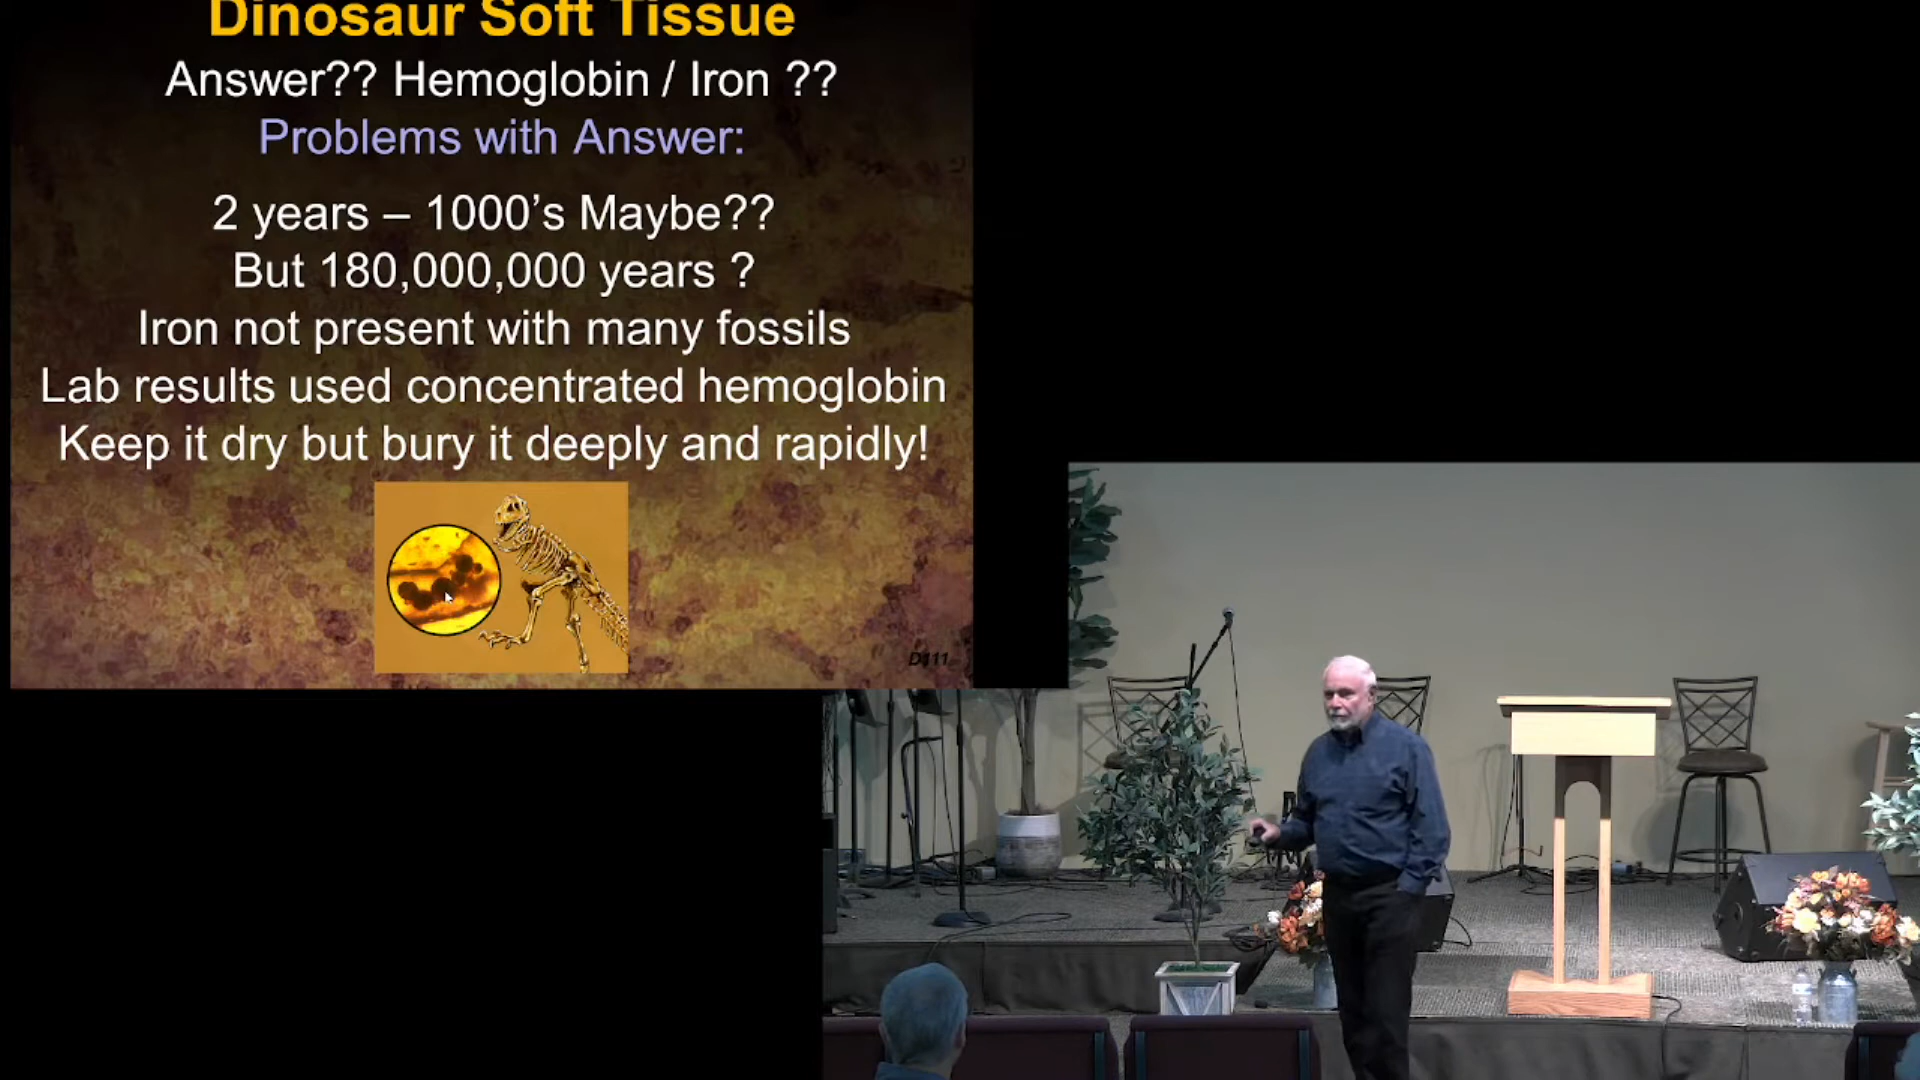 Dinosaur Soft Tissue
Answer?? Hemoglobin / Iron ??
Problems with Answer:
2 years – 1000’s Maybe??
But 180,000,000 years ?
Iron not present with many fossils
Lab results used concentrated hemoglobin
Keep it dry but bury it deeply and rapidly!
D111